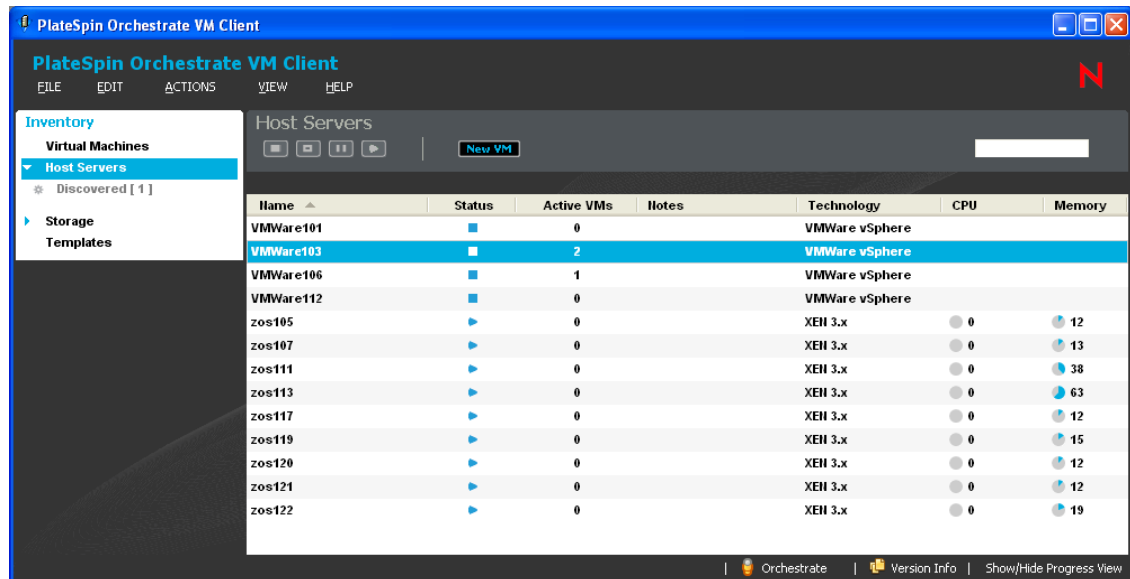 PlateSpin Orchestrate VM Client
PlateSpin Orchestrate VM Client
FILE EDIT ACTIONS VIEW HELP
N
Inventory
Virtual Machines
Host Servers
Discovered [ 1 ]
Storage
Templates
Host Servers
New VM
Name Status Active VMs Notes Technology CPU Memory
VMWare101 0 VMWare vSphere
VMWare103 2 VMWare vSphere
VMWare106 1 VMWare vSphere
VMWare112 0 VMWare vSphere
zos105 0 XEN 3.x 0 12
zos107 0 XEN 3.x 0 13
zos111 0 XEN 3.x 0 38
zos113 0 XEN 3.x 0 63
zos117 0 XEN 3.x 0 12
zos119 0 XEN 3.x 0 15
zos120 0 XEN 3.x 0 12
zos121 0 XEN 3.x 0 12
zos122 0 XEN 3.x 0 19
| Orchestrate | Version Info | Show/Hide Progress View